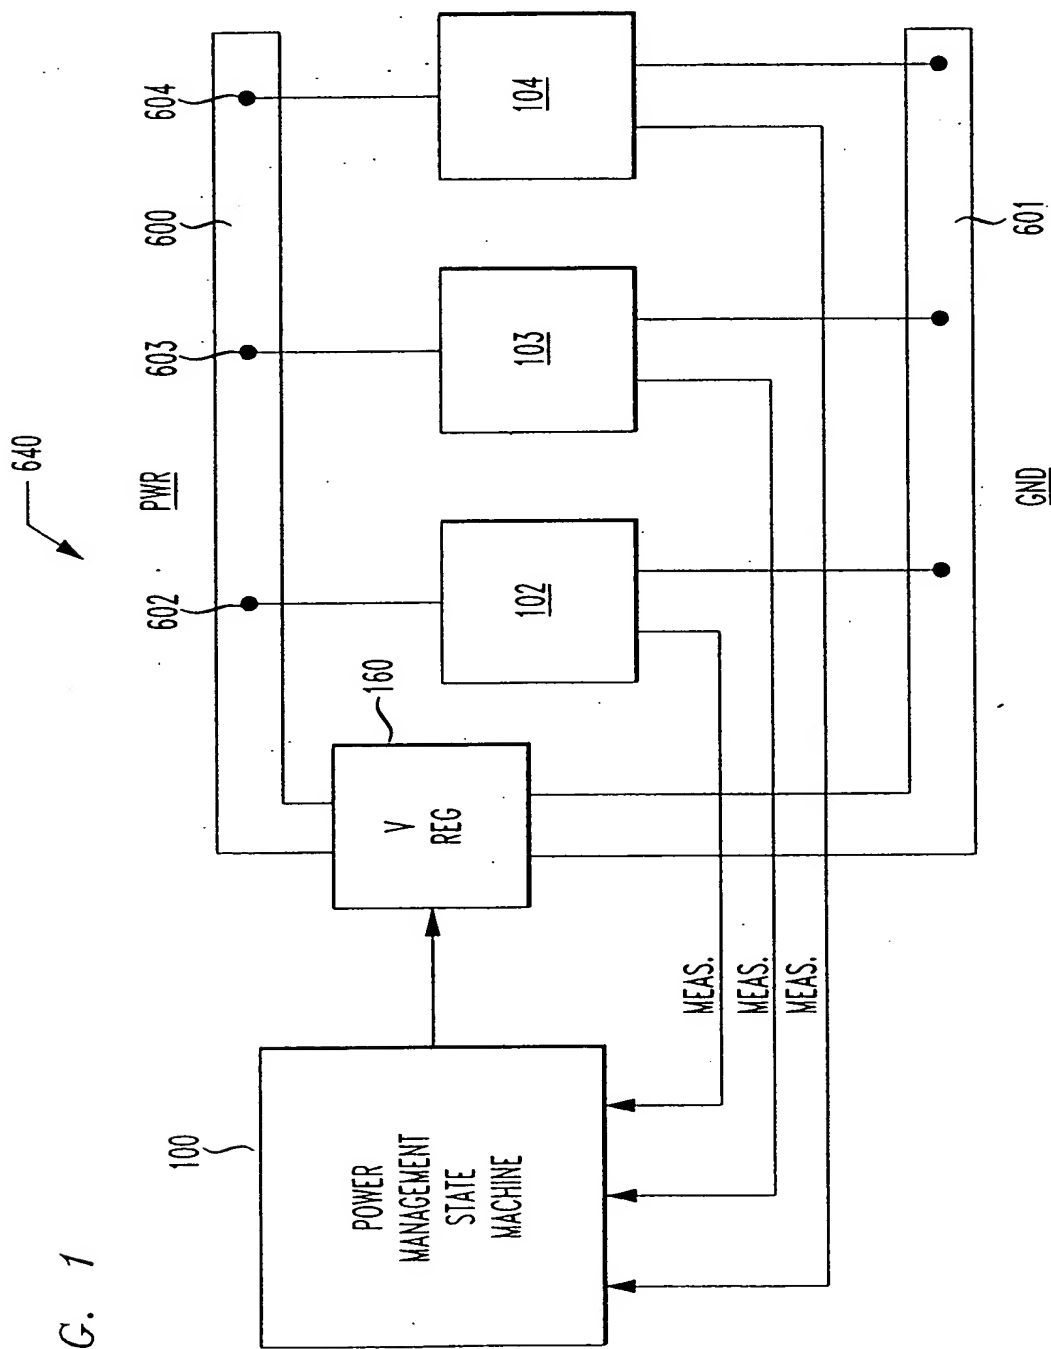 G. 1
640
PWR
602
603
600
604
160
V
REG
102
103
104
100
POWER
MANAGEMENT
STATE
MACHINE
MEAS.
MEAS.
MEAS.
GND
601